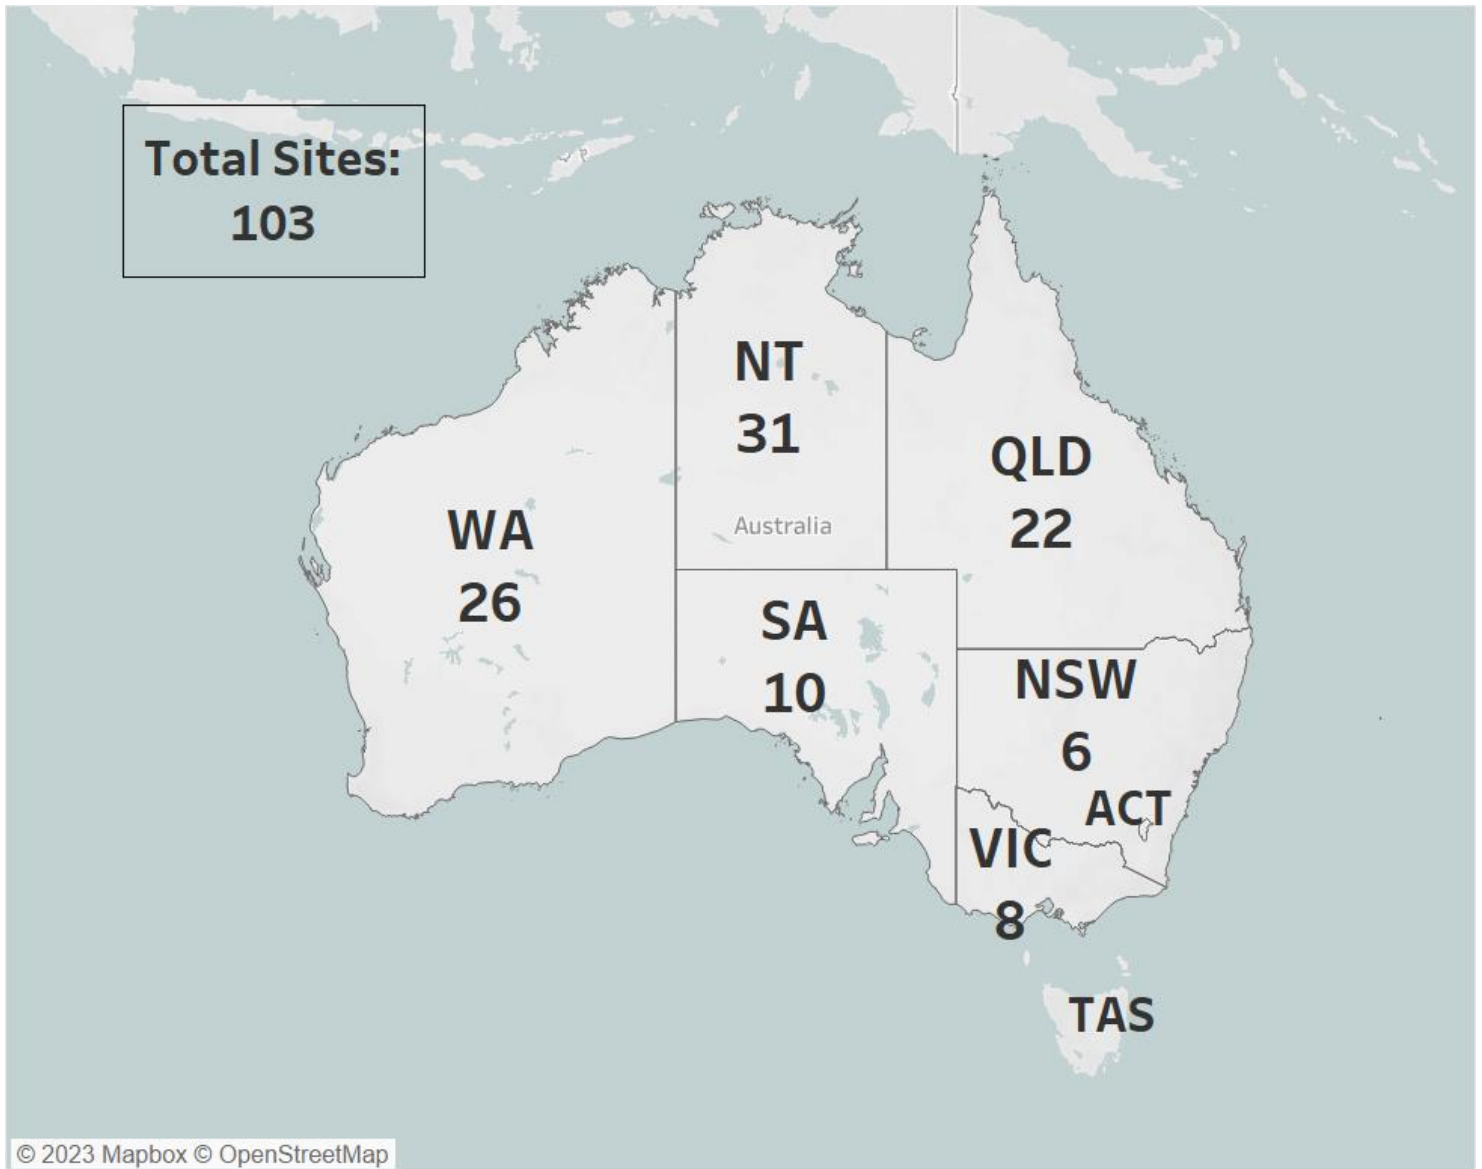 Total Sites:
103
NT
31
QLD
22
Australia
WA
26
SA
10
NSW
6
ACT
VIC
8
TAS
© 2023 Mapbox © OpenStreetMap